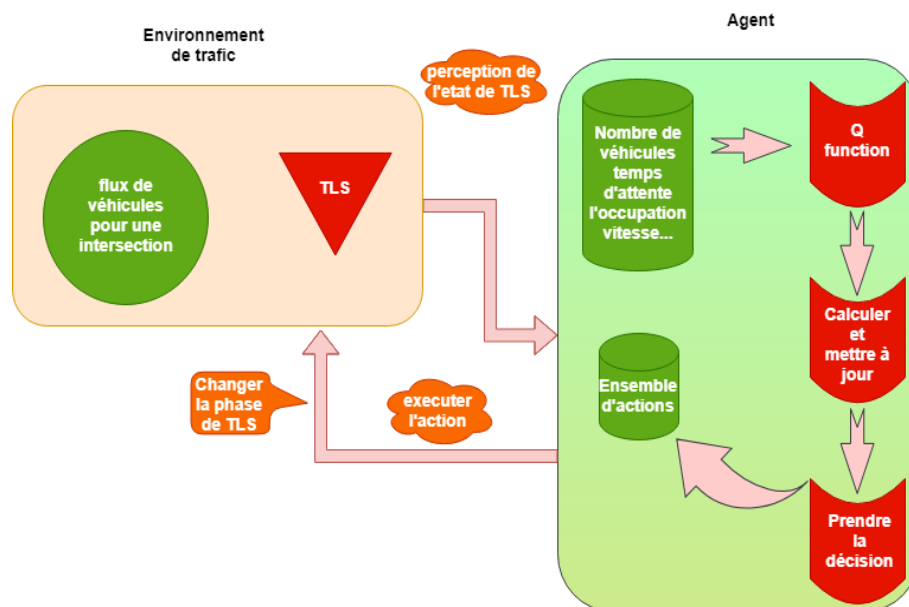 Environnement
de trafic
Agent
perception de
l'etat de TLS
flux de
véhicules
pour une
intersection
TLS
Nombre de
véhicules
temps
d'attente
l'occupation
vitesse...
Q
function
Calculer
et
mettre à
jour
Ensemble
d'actions
Changer
la phase
de TLS
executer
l'action
Prendre
la
décision